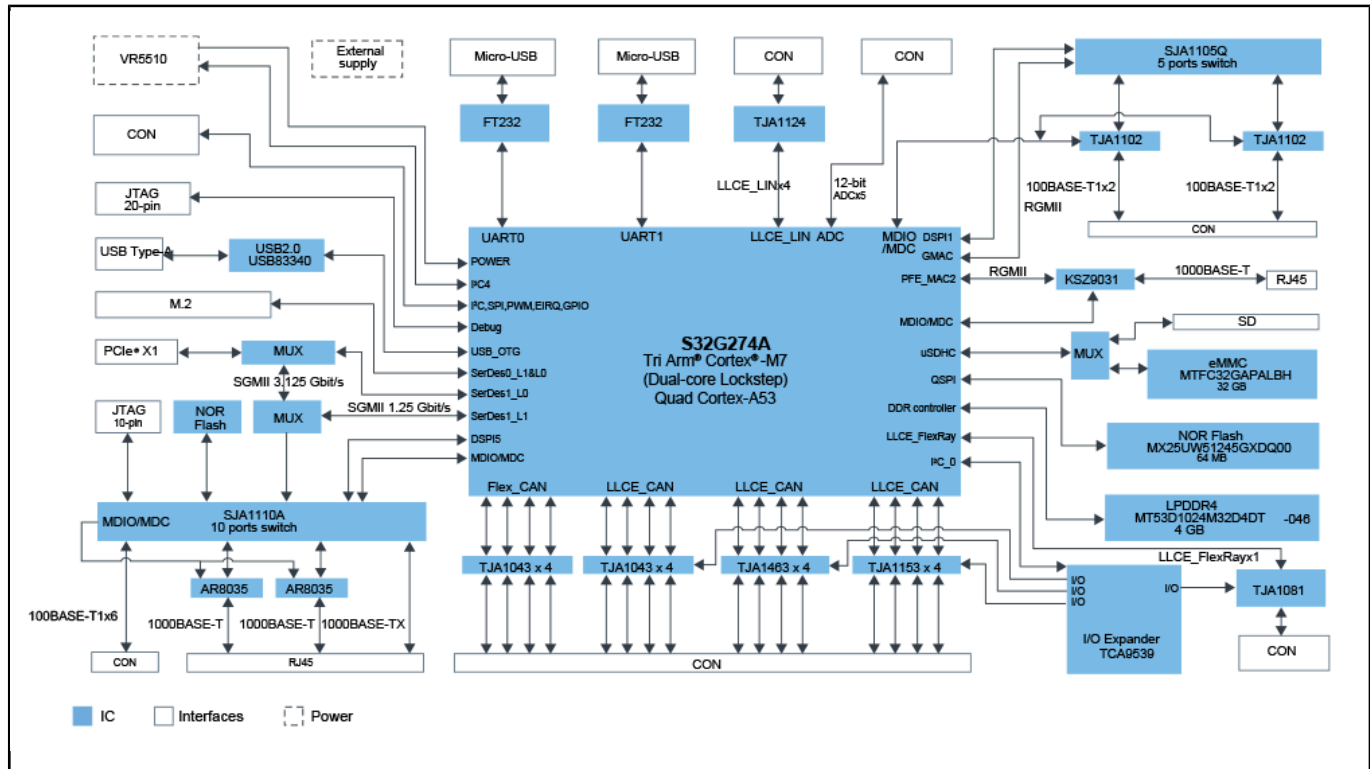 VR5510
External
supply
Micro-USB
Micro-USB
CON
CON
SJA1105Q
5 ports switch
CON
FT232
FT232
TJA1124
TJA1102
TJA1102
JTAG
20-pin
LLCE_LINx4
12-bit
ADCx5
100BASE-T1x2
100BASE-T1x2
RGMII
CON
USB Type-A
USB2.0
USB83340
UART0
UART1
LLCE_LIN
ADC
MDIO
/MDC
DSPI1
GMAC
POWER
I²C4
I²C,SPI,PWM,EIRQ,GPIO
Debug
USB_OTG
SerDes0_L1&L0
SerDes1_L0
SerDes1_L1
DSPI5
MDIO/MDC
PFE_MAC2
MDIO/MDC
uSDHC
QSPI
DDR controller
LLCE_FlexRay
I²C_0
S32G274A
Tri Arm® Cortex®-M7
(Dual-core Lockstep)
Quad Cortex-A53
Flex_CAN
LLCE_CAN
LLCE_CAN
LLCE_CAN
RGMII
KSZ9031
1000BASE-T
RJ45
M.2
PCIe® X1
MUX
SGMII 3.125 Gbit/s
MUX
SGMII 1.25 Gbit/s
JTAG
10-pin
NOR
Flash
SD
MUX
eMMC
MTFC32GAPALBH
32 GB
NOR Flash
MX25UW51245GXDQ00
64 MB
LPDDR4
MT53D1024M32D4DT -046
4 GB
LLCE_FlexRayx1
MDIO/MDC
SJA1110A
10 ports switch
AR8035
AR8035
100BASE-T1x6
1000BASE-T
1000BASE-T
1000BASE-TX
CON
RJ45
TJA1043 x 4
TJA1043 x 4
TJA1463 x 4
TJA1153 x 4
CON
I/O
I/O
I/O
I/O
I/O Expander
TCA9539
TJA1081
CON
IC
Interfaces
Power